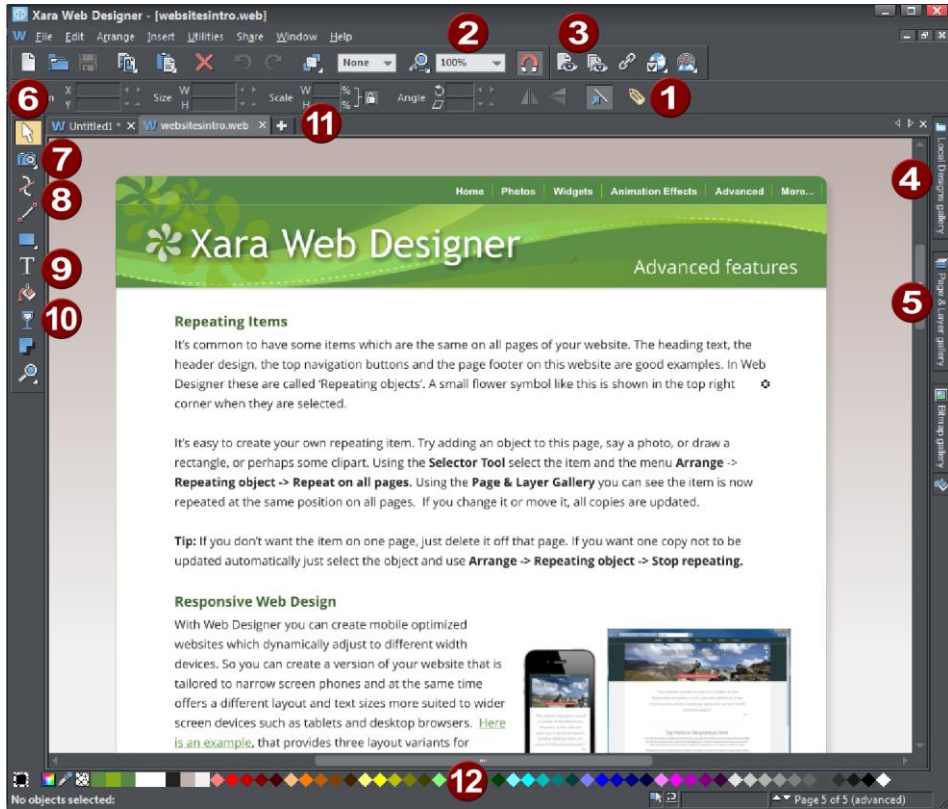 Xara Web Designer - [websitesintro.web]
File Edit Arrange Insert Utilities Share Window Help
2
3
None
100%
6
X
Y
Size
W
H
Scale
W
H
%
%
Angle
1
11
Untitled1 *
websitesintro.web
7
8
9
10
4
5
Local Designs gallery
Page & Layer gallery
Bitmap gallery
Home Photos Widgets Animation Effects Advanced More...
Xara Web Designer
Advanced features
Repeating Items
It's common to have some items which are the same on all pages of your website. The heading text, the
header design, the top navigation buttons and the page footer on this website are good examples. In Web
Designer these are called 'Repeating objects'. A small flower symbol like this is shown in the top right
corner when they are selected.
It's easy to create your own repeating item. Try adding an object to this page, say a photo, or draw a
rectangle, or perhaps some clipart. Using the Selector Tool select the item and the menu Arrange ->
Repeating object -> Repeat on all pages. Using the Page & Layer Gallery you can see the item is now
repeated at the same position on all pages. If you change it or move it, all copies are updated.
Tip: If you don't want the item on one page, just delete it off that page. If you want one copy not to be
updated automatically just select the object and use Arrange -> Repeating object -> Stop repeating.
Responsive Web Design
With Web Designer you can create mobile optimized
websites which dynamically adjust to different width
devices. So you can create a version of your website that is
tailored to narrow screen phones and at the same time
offers a different layout and text sizes more suited to wider
screen devices such as tablets and desktop browsers. Here
is an example, that provides three layout variants for
12
No objects selected:
Page 5 of 5 (advanced)